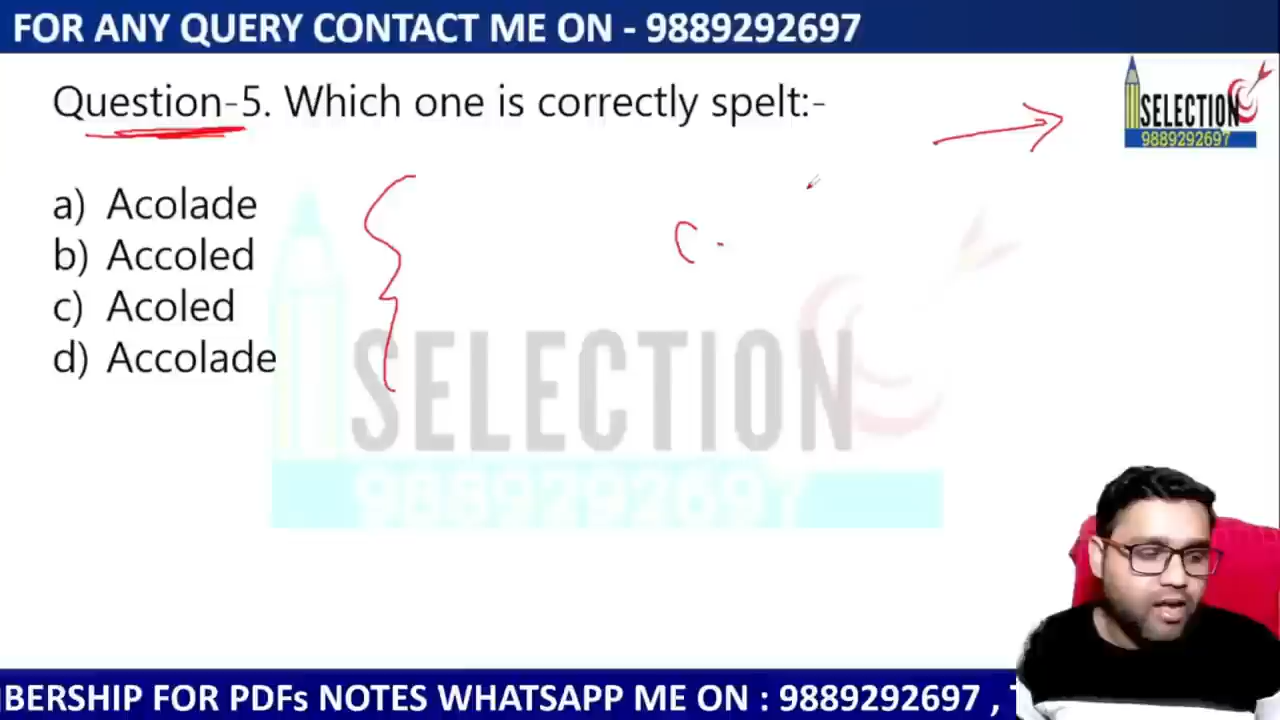 FOR ANY QUERY CONTACT ME ON - 9889292697
Question-5. Which one is correctly spelt:-
SELECTION
9889292697
a) Acolade
b) Accoled
c) Acoled
d) Accolade
C.
SELECTION
9889292697
BERSHIP FOR PDFs NOTES WHATSAPP ME ON : 9889292697 ,